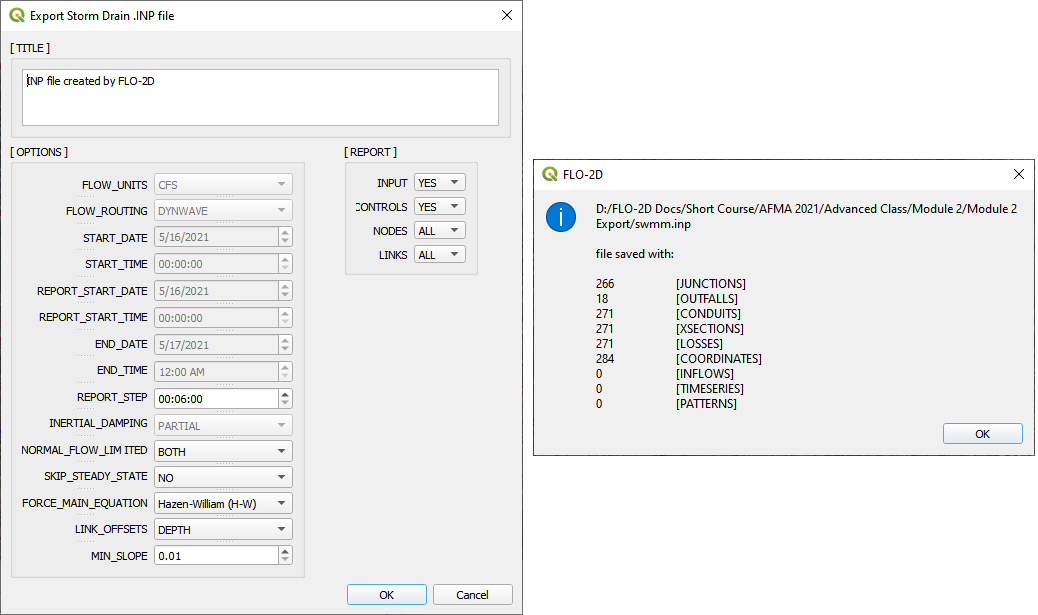 Export Storm Drain .INP file
[ TITLE ]
INP file created by FLO-2D
[ OPTIONS ]
FLOW_UNITS CFS
FLOW_ROUTING DYNWAVE
START_DATE 5/16/2021
START_TIME 00:00:00
REPORT_START_DATE 5/16/2021
REPORT_START_TIME 00:00:00
END_DATE 5/17/2021
END_TIME 12:00 AM
REPORT_STEP 00:06:00
INERTIAL_DAMPING PARTIAL
NORMAL_FLOW_LIM ITED BOTH
SKIP_STEADY_STATE NO
FORCE_MAIN_EQUATION Hazen-William (H-W)
LINK_OFFSETS DEPTH
MIN_SLOPE 0.01
[ REPORT ]
INPUT YES
CONTROLS YES
NODES ALL
LINKS ALL
OK Cancel
FLO-2D
D:/FLO-2D Docs/Short Course/AFMA 2021/Advanced Class/Module 2/Module 2
Export/swmm.inp
file saved with:
266 [JUNCTIONS]
18 [OUTFALLS]
271 [CONDUITS]
271 [XSECTIONS]
271 [LOSSES]
284 [COORDINATES]
0 [INFLOWS]
0 [TIMESERIES]
0 [PATTERNS]
OK